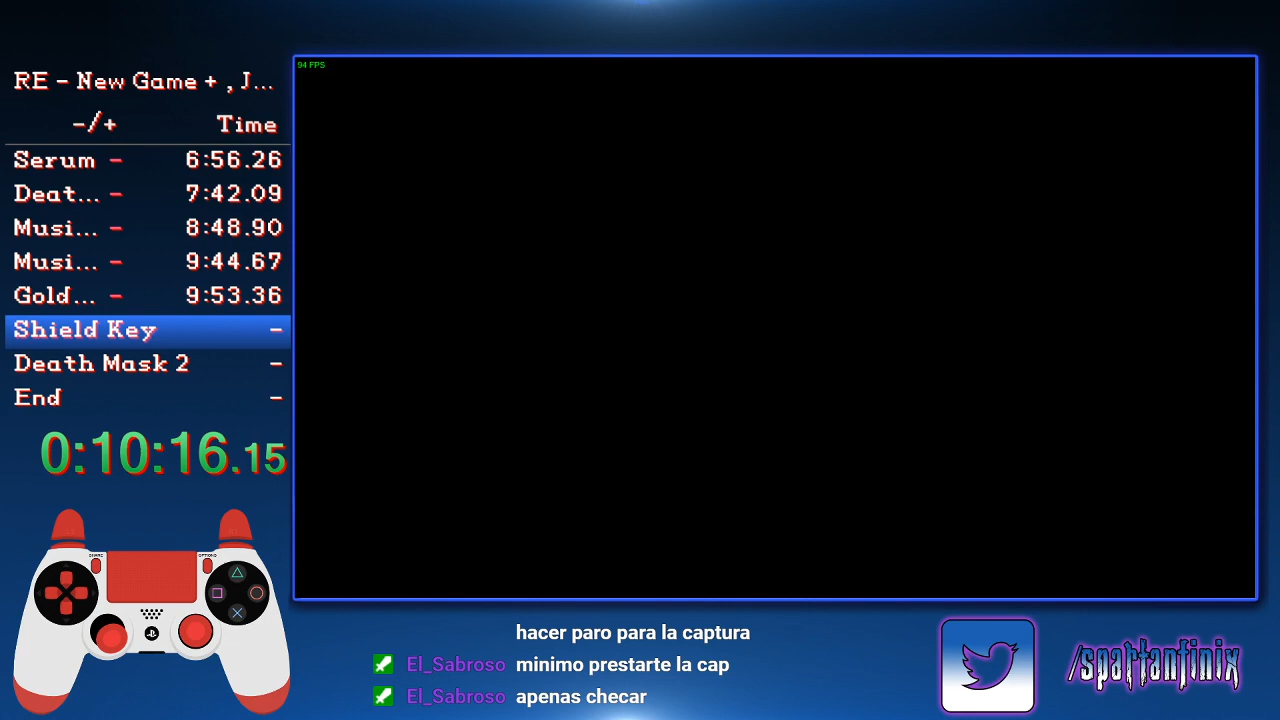 RE - New Game + , J...
-/+ Time
Serum - 6:56.26
Deat... - 7:42.09
Musi... - 8:48.90
Musi... - 9:44.67
Gold... - 9:53.36
Shield Key -
Death Mask 2 -
End -
0:10:16.15
94 FPS
SHARE
OPTIONS
hacer paro para la captura
El_Sabroso minimo prestarte la cap
El_Sabroso apenas checar
/spartanfinix